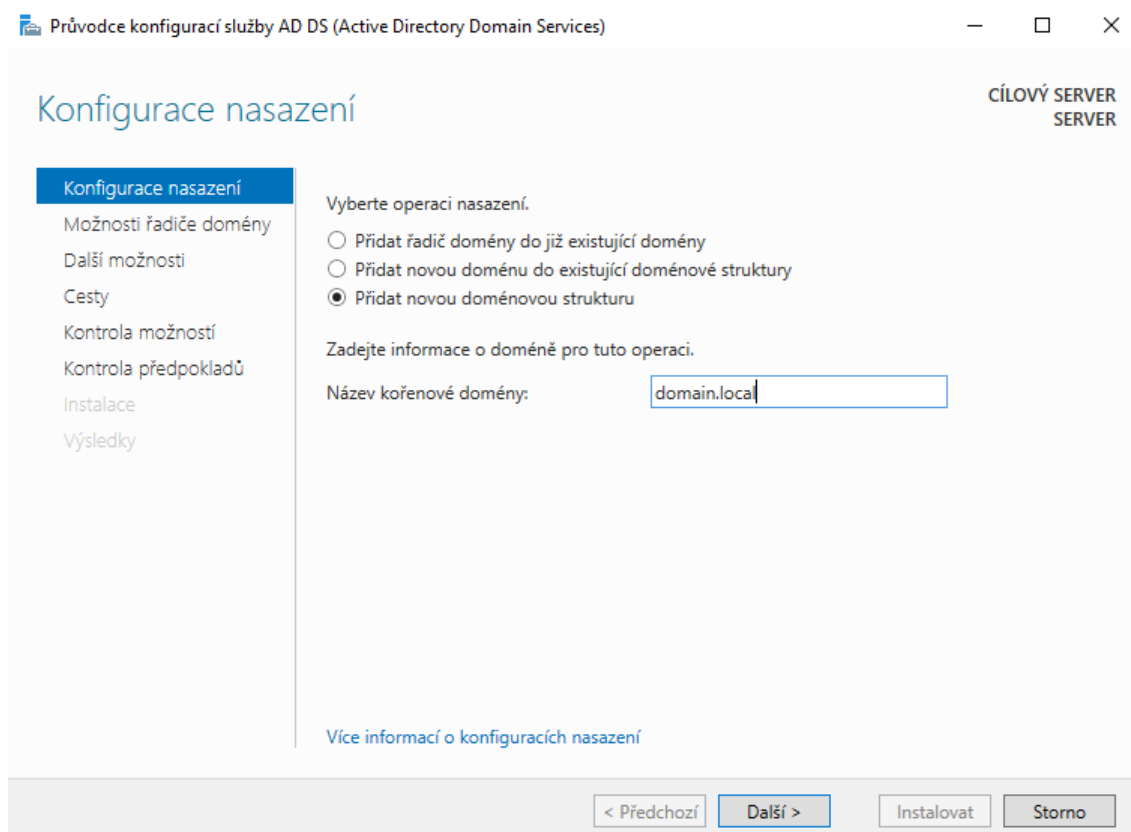 Průvodce konfigurací služby AD DS (Active Directory Domain Services)
Konfigurace nasazení
CÍLOVÝ SERVER
SERVER
Konfigurace nasazení
Možnosti řadiče domény
Další možnosti
Cesty
Kontrola možností
Kontrola předpokladů
Instalace
Výsledky
Vyberte operaci nasazení.
Přidat řadič domény do již existující domény
Přidat novou doménu do existující doménové struktury
Přidat novou doménovou strukturu
Zadejte informace o doméně pro tuto operaci.
Název kořenové domény: domain.local
Více informací o konfiguracích nasazení
< Předchozí Další > Instalovat Storno